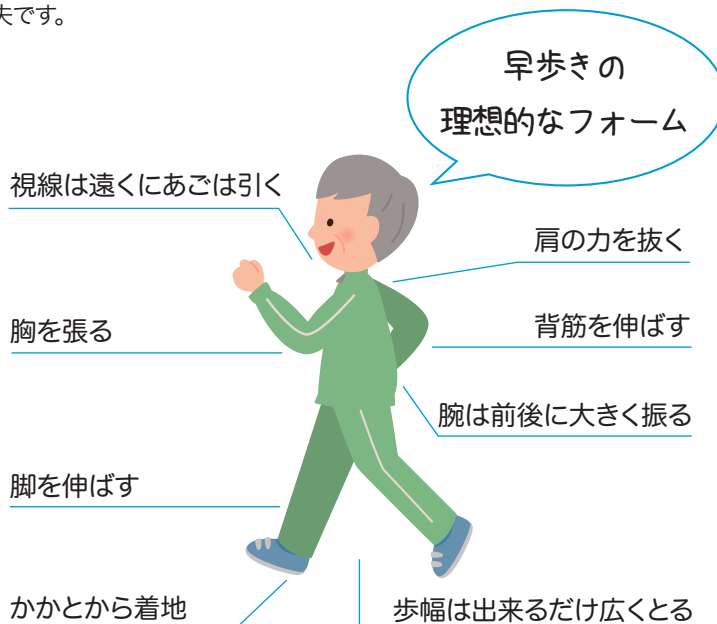 夫です。
早歩きの
理想的なフォーム
視線は遠くにあごは引く
肩の力を抜く
胸を張る
背筋を伸ばす
腕は前後に大きく振る
脚を伸ばす
かかとから着地
歩幅は出来るだけ広くとる